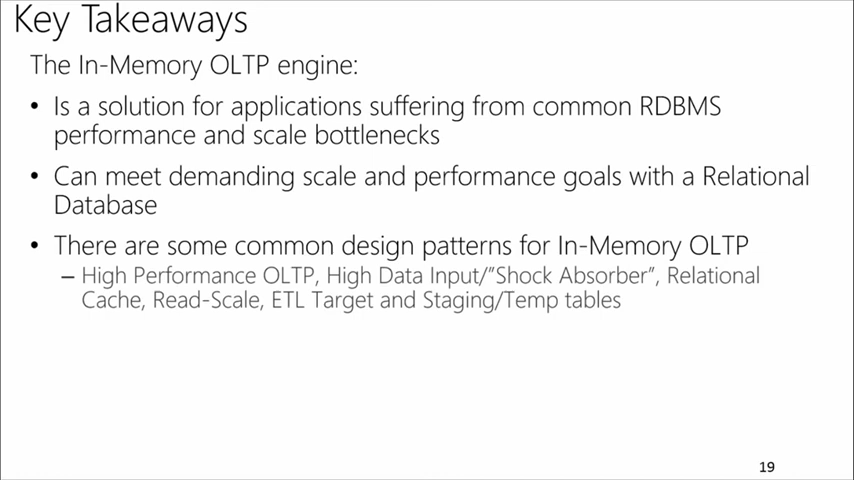 Key Takeaways
The In-Memory OLTP engine:
• Is a solution for applications suffering from common RDBMS
performance and scale bottlenecks
• Can meet demanding scale and performance goals with a Relational
Database
• There are some common design patterns for In-Memory OLTP
– High Performance OLTP, High Data Input/"Shock Absorber", Relational
Cache, Read-Scale, ETL Target and Staging/Temp tables
19